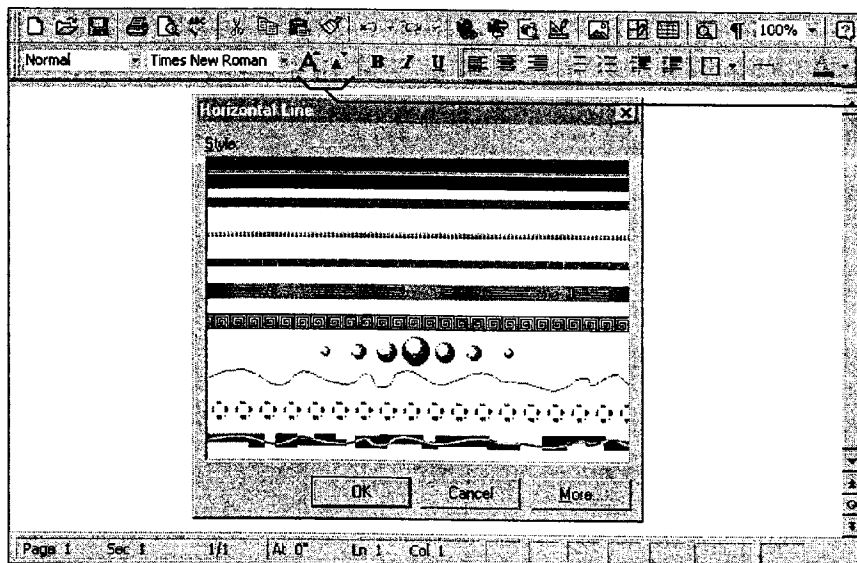 100%
Normal Times New Roman A A B I U A
Horizontal Line
Style
OK Cancel More...
Page 1 Sec 1 1/1 At 0" Ln 1 Col 1